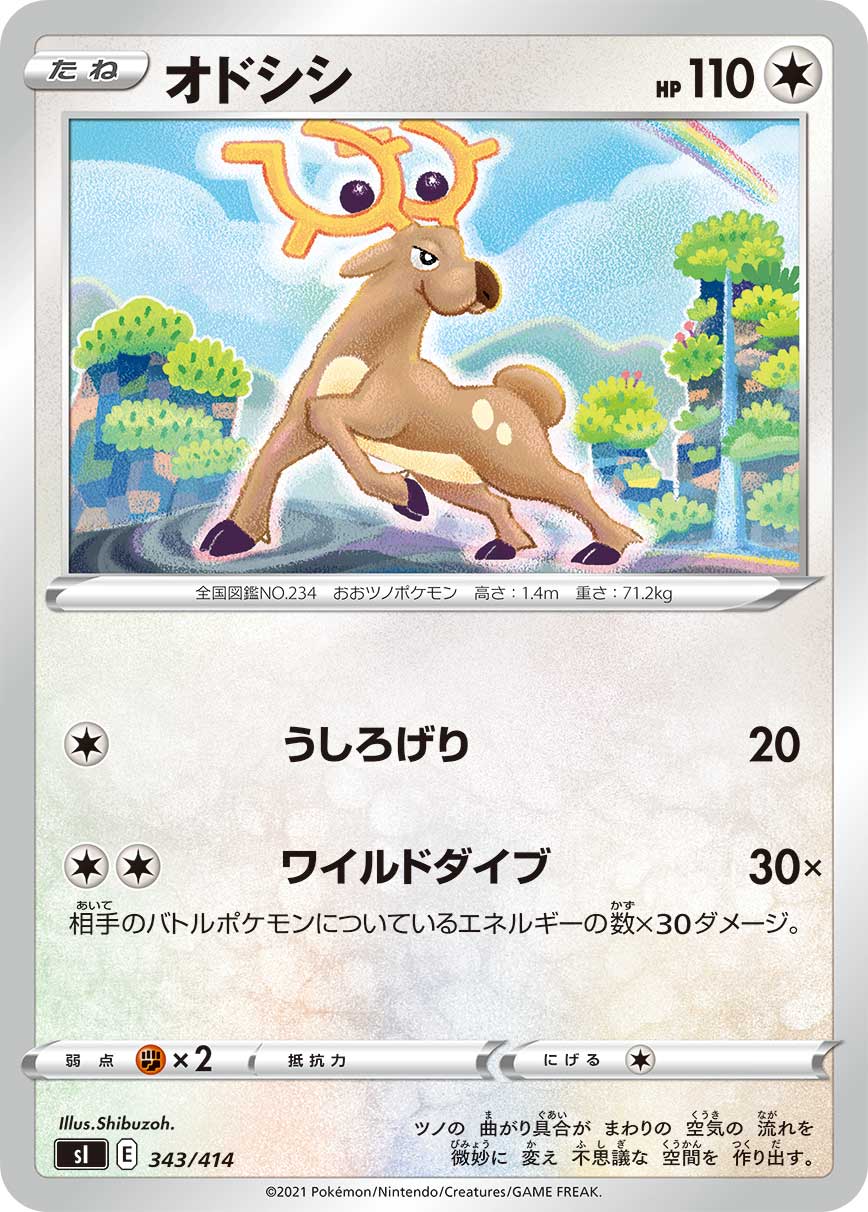 たね オドシシ HP 110
全国図鑑NO.234 おおツノポケモン 高さ：1.4m 重さ：71.2kg
うしろげり 20
ワイルドダイブ 30×
相手のバトルポケモンについているエネルギーの数×30ダメージ。
弱点 ×2 抵抗力 にげる
Illus.Shibuzoh.
sI E 343/414
ツノの 曲がり具合が まわりの 空気の 流れを
微妙に 変え 不思議な 空間を 作り出す。
©2021 Pokémon/Nintendo/Creatures/GAME FREAK.